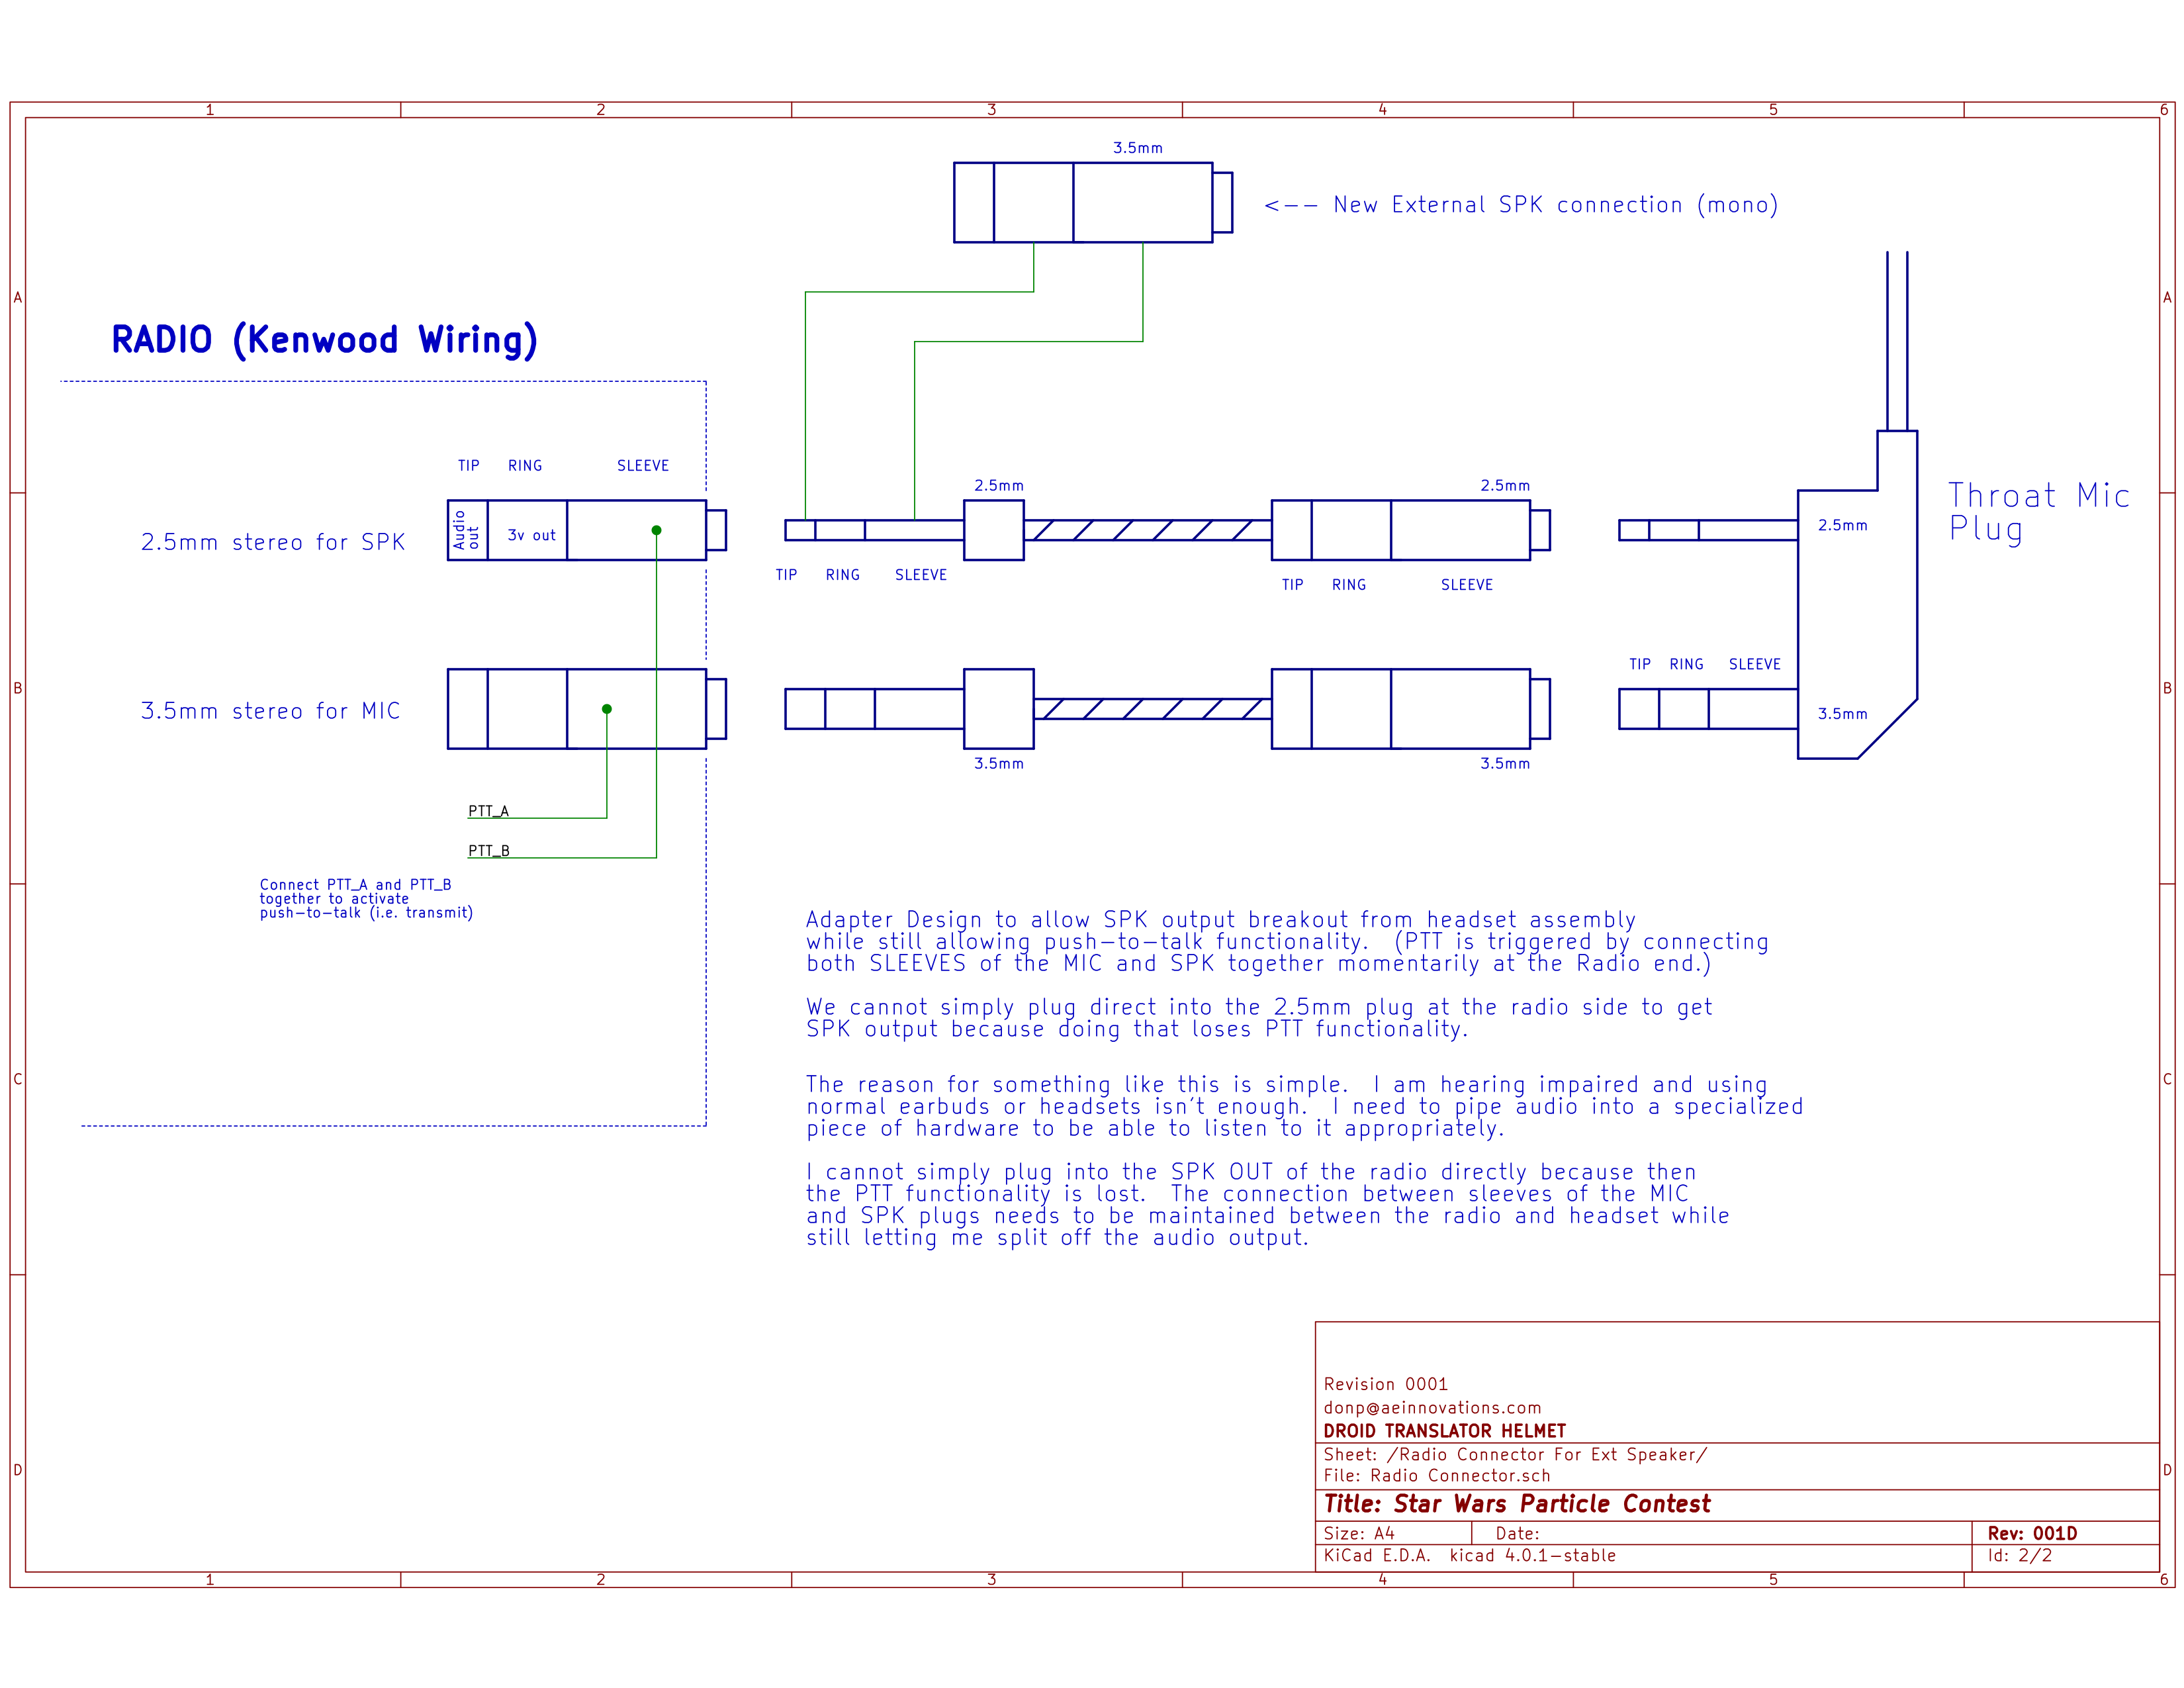 1 2 3 4 5 6
3.5mm
<-- New External SPK connection (mono)
A A
RADIO (Kenwood Wiring)
TIP RING SLEEVE
2.5mm 2.5mm
Throat Mic
Plug
2.5mm stereo for SPK
Audio
out
3v out
2.5mm
TIP RING SLEEVE
TIP RING SLEEVE
TIP RING SLEEVE
B B
3.5mm stereo for MIC
3.5mm
3.5mm 3.5mm
PTT_A
PTT_B
Connect PTT_A and PTT_B
together to activate
push-to-talk (i.e. transmit)
Adapter Design to allow SPK output breakout from headset assembly
while still allowing push-to-talk functionality.  (PTT is triggered by connecting
both SLEEVES of the MIC and SPK together momentarily at the Radio end.)
We cannot simply plug direct into the 2.5mm plug at the radio side to get
SPK output because doing that loses PTT functionality.
C C
The reason for something like this is simple.  I am hearing impaired and using
normal earbuds or headsets isn't enough.  I need to pipe audio into a specialized
piece of hardware to be able to listen to it appropriately.
I cannot simply plug into the SPK OUT of the radio directly because then
the PTT functionality is lost.  The connection between sleeves of the MIC
and SPK plugs needs to be maintained between the radio and headset while
still letting me split off the audio output.
Revision 0001
donp@aeinnovations.com
DROID TRANSLATOR HELMET
Sheet: /Radio Connector For Ext Speaker/
File: Radio Connector.sch
D D
Title: Star Wars Particle Contest
Size: A4 Date: Rev: 001D
KiCad E.D.A.  kicad 4.0.1-stable Id: 2/2
1 2 3 4 5 6